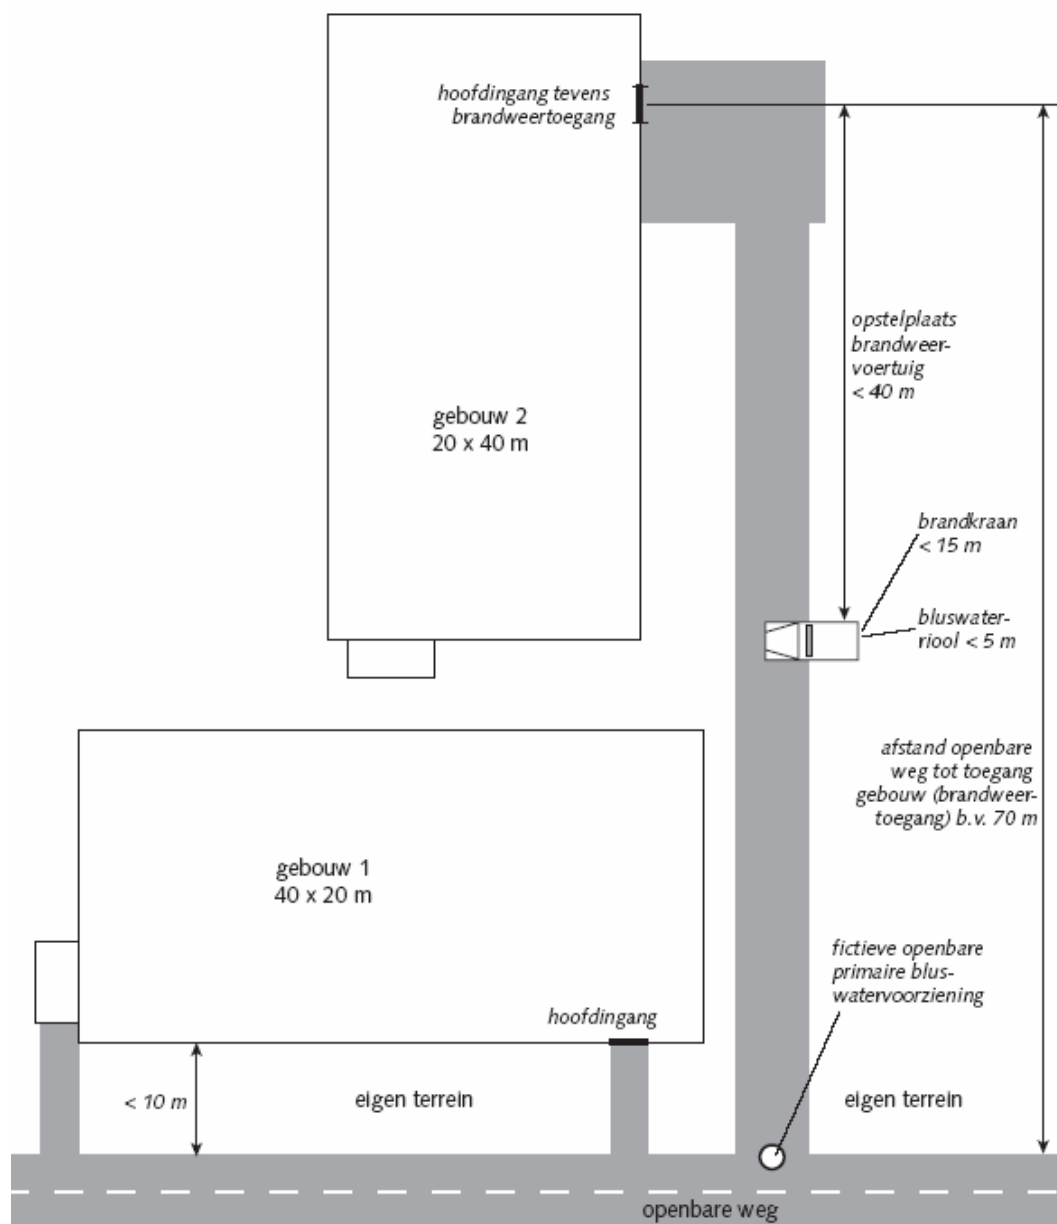 hoofdingang tevens
brandweertoegang
opstelplaats
brandweer-
voertuig
< 40 m
gebouw 2
20 x 40 m
brandkraan
< 15 m
bluswater-
riool < 5 m
afstand openbare
weg tot toegang
gebouw (brandweer-
toegang) b.v. 70 m
gebouw 1
40 x 20 m
fictieve openbare
primaire blus-
watervoorziening
hoofdingang
< 10 m
eigen terrein
eigen terrein
openbare weg